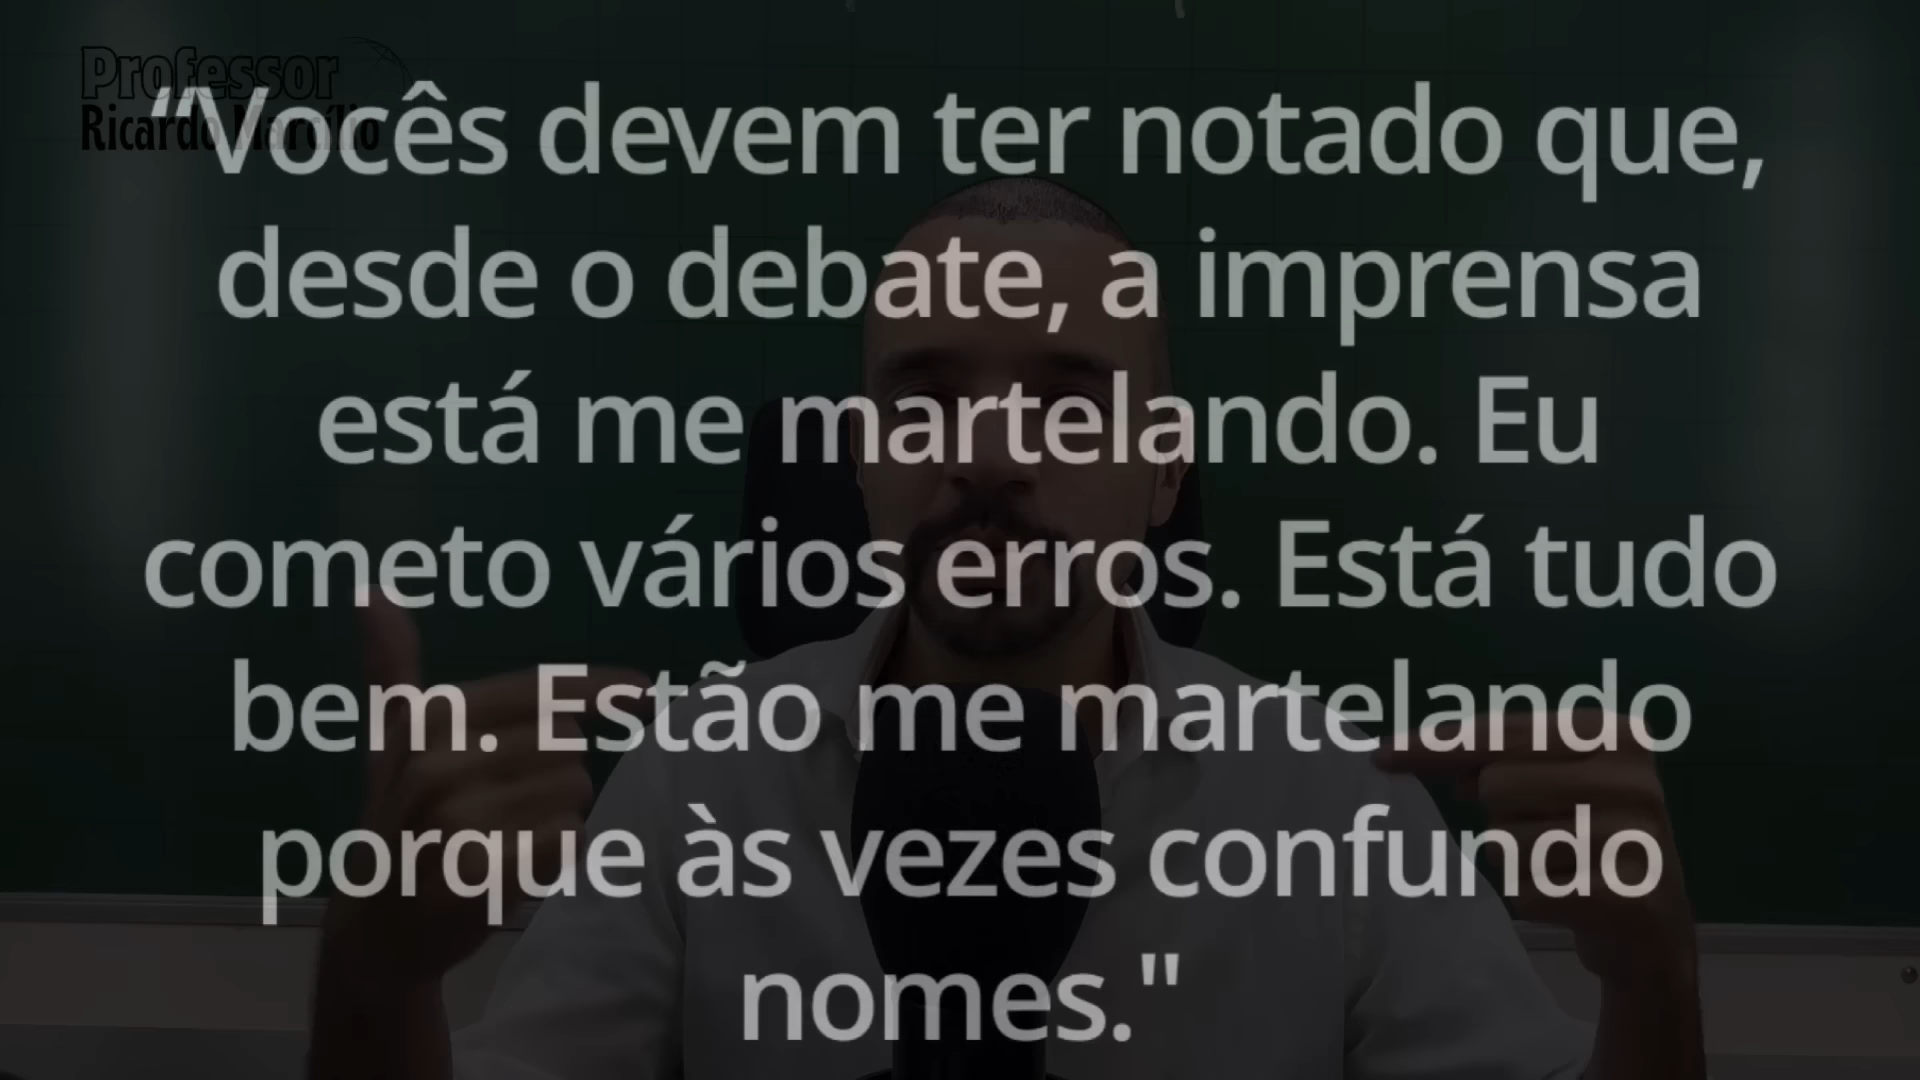 Professor
Ricardo Marcílio
“Vocês devem ter notado que,
desde o debate, a imprensa
está me martelando. Eu
cometo vários erros. Está tudo
bem. Estão me martelando
porque às vezes confundo
nomes."